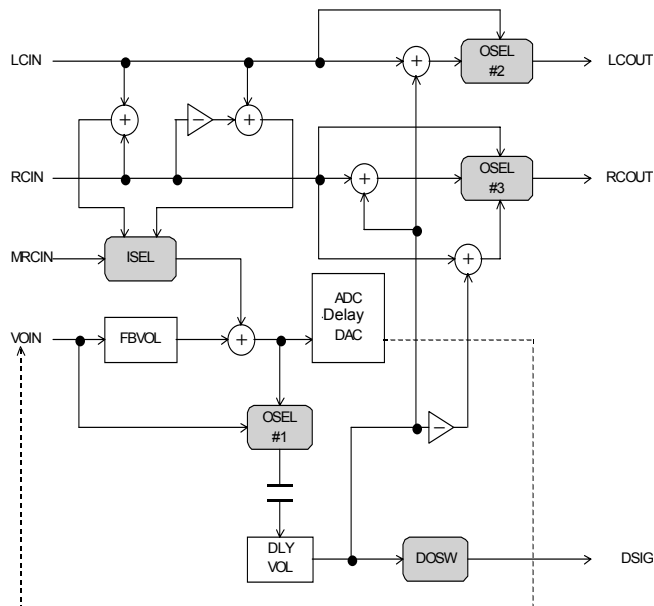 LCIN
OSEL
#2
LCOUT
+
+
−
+
RCIN
+
OSEL
#3
RCOUT
MRCIN
ISEL
+
ADC
Delay
DAC
VOIN
FBVOL
+
OSEL
#1
−
DLY
VOL
DOSW
DSIG